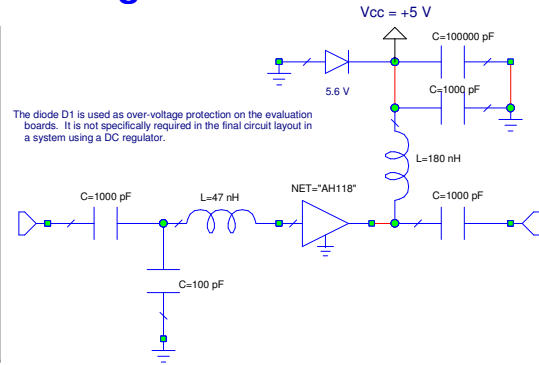 Vcc = +5 V
C=100000 pF
5.6 V
C=1000 pF
The diode D1 is used as over-voltage protection on the evaluation
boards. It is not specifically required in the final circuit layout in
a system using a DC regulator.
L=180 nH
C=1000 pF
L=47 nH
NET="AH118"
C=1000 pF
C=100 pF